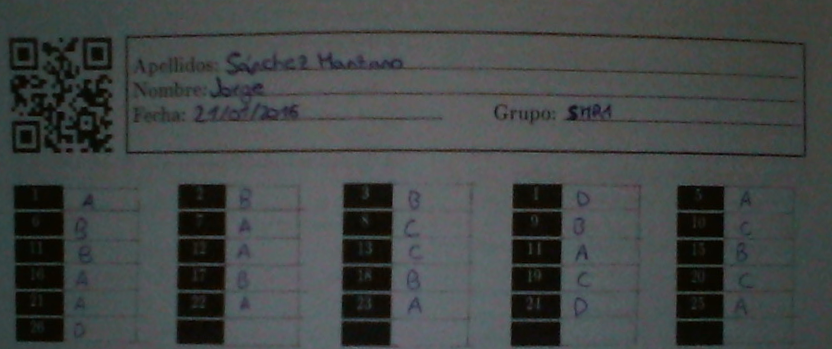 Apellidos: Sánchez Manzano
Nombre: Jorge
Fecha: 21/01/2016 Grupo: SMR1
1 A 2 B 3 B 4 D 5 A
6 B 7 A 8 C 9 B 10 C
11 B 12 A 13 C 14 A 15 B
16 A 17 B 18 B 19 C 20 C
21 A 22 A 23 A 24 D 25 A
26 D